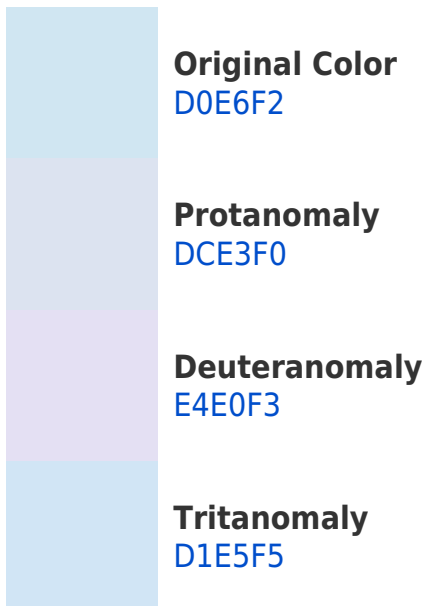 Original Color
D0E6F2
Protanomaly
DCE3F0
Deuteranomaly
E4E0F3
Tritanomaly
D1E5F5